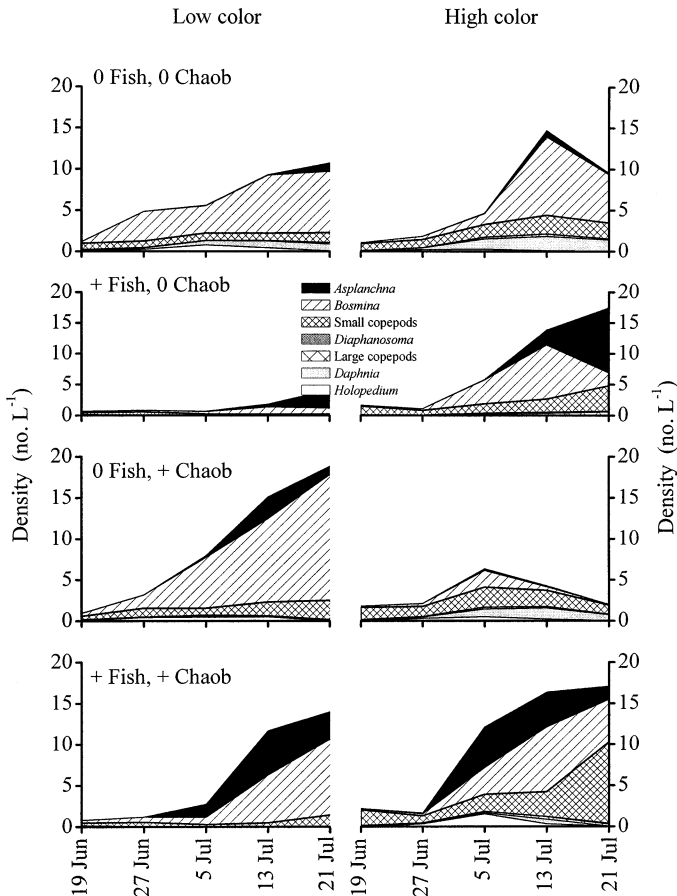 Low color High color
0 Fish, 0 Chaob
20 20
15 15
10 10
5 5
0 0
+ Fish, 0 Chaob
20 20
15 15
10 10
5 5
0 0
Asplanchna
Bosmina
Small copepods
Diaphanosoma
Large copepods
Daphnia
Holopedium
0 Fish, + Chaob
20 20
15 15
10 10
5 5
0 0
+ Fish, + Chaob
20 20
15 15
10 10
5 5
0 0
Density (no. L⁻¹)
Density (no. L⁻¹)
19 Jun 27 Jun 5 Jul 13 Jul 21 Jul
19 Jun 27 Jun 5 Jul 13 Jul 21 Jul